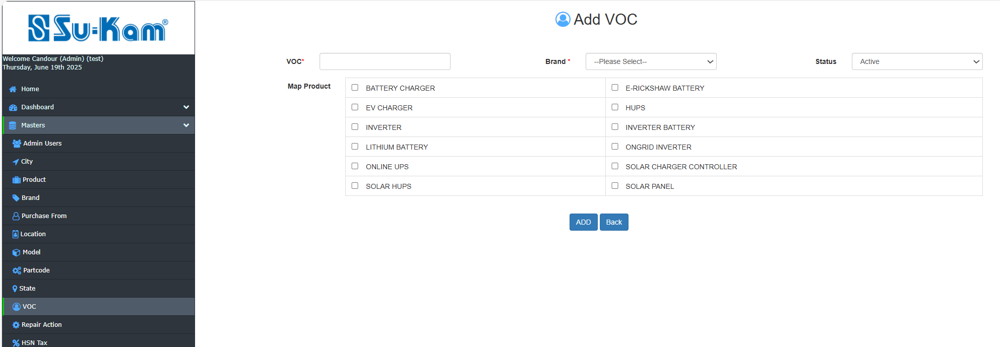 Su-Kam®
Welcome Candour (Admin) (test)
Thursday, June 19th 2025
Home
Dashboard
Masters
Admin Users
City
Product
Brand
Purchase From
Location
Model
Partcode
State
VOC
Repair Action
HSN Tax
Add VOC
VOC*
Brand * --Please Select--
Status Active
Map Product
BATTERY CHARGER E-RICKSHAW BATTERY
EV CHARGER HUPS
INVERTER INVERTER BATTERY
LITHIUM BATTERY ONGRID INVERTER
ONLINE UPS SOLAR CHARGER CONTROLLER
SOLAR HUPS SOLAR PANEL
ADD Back